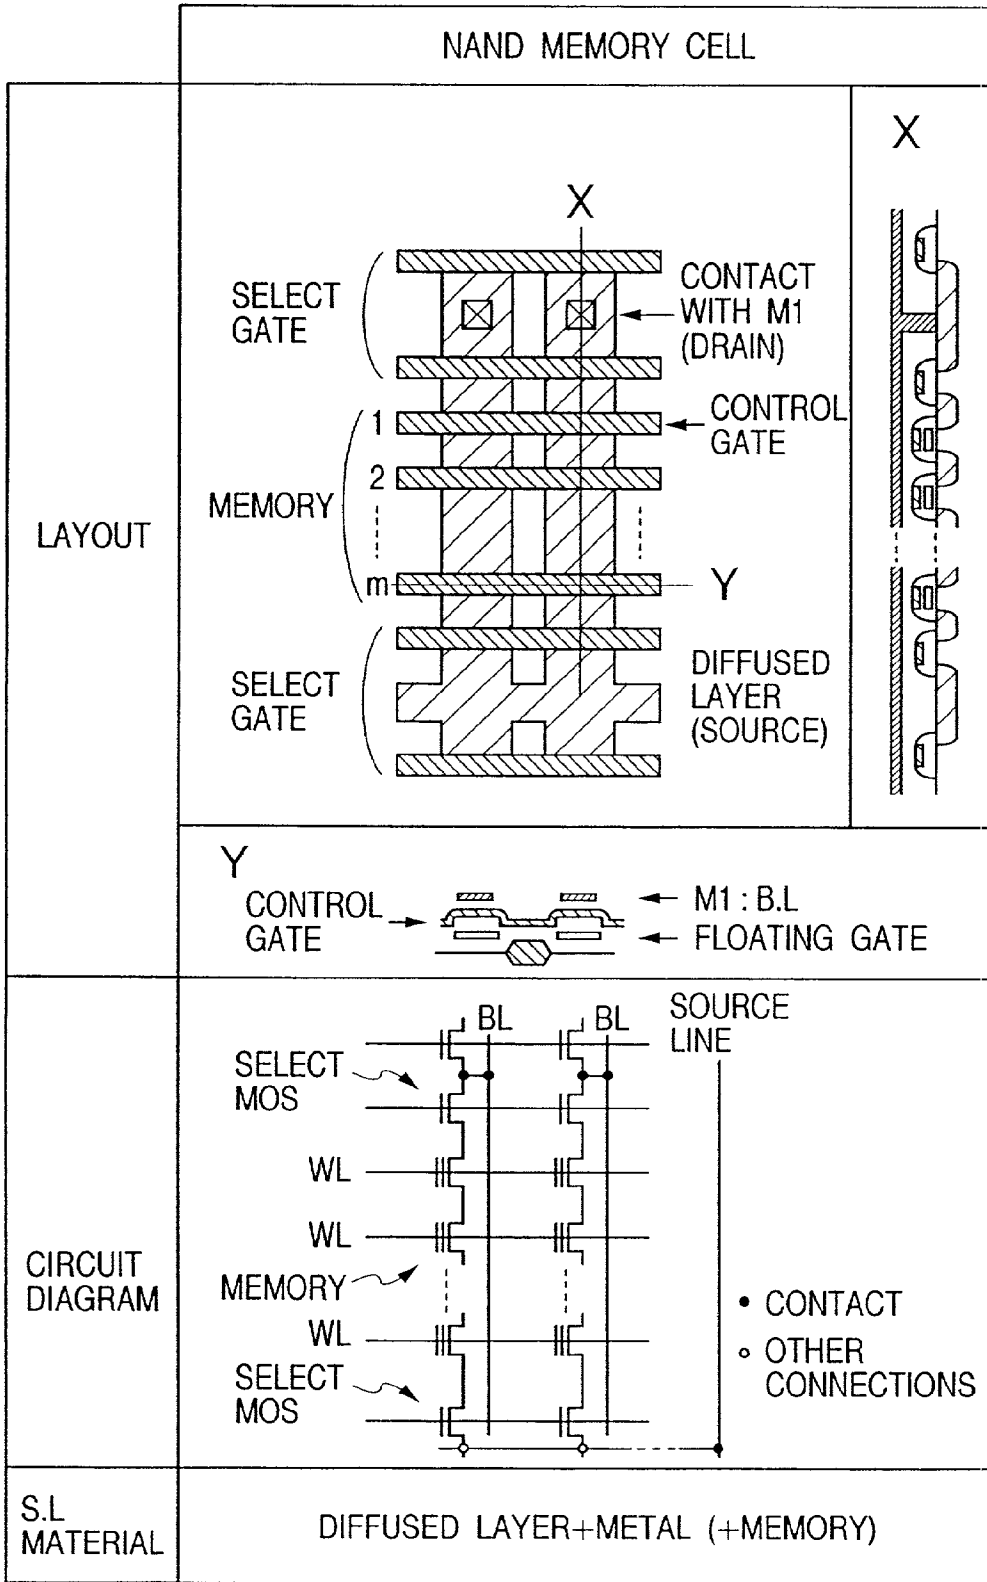 NAND MEMORY CELL
LAYOUT
X
X
SELECT
GATE
CONTACT
WITH M1
(DRAIN)
1
CONTROL
GATE
2
MEMORY
m
Y
SELECT
GATE
DIFFUSED
LAYER
(SOURCE)
Y
CONTROL
GATE
M1 : B.L
FLOATING GATE
CIRCUIT
DIAGRAM
BL
BL
SOURCE
LINE
SELECT
MOS
WL
WL
MEMORY
WL
SELECT
MOS
CONTACT
OTHER
CONNECTIONS
S.L
MATERIAL
DIFFUSED LAYER+METAL (+MEMORY)